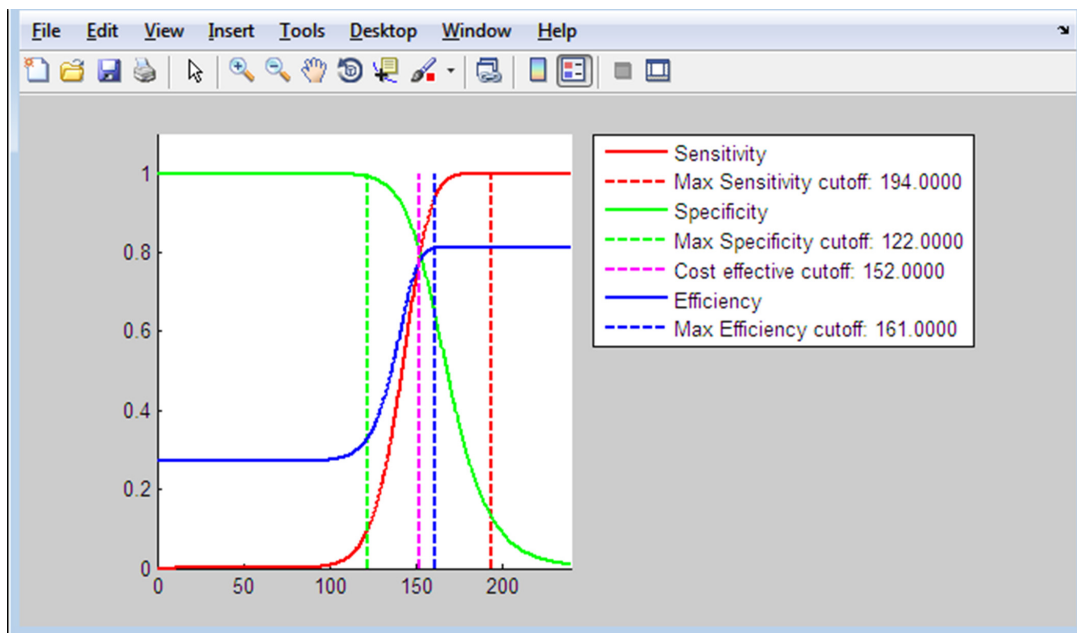 File Edit View Insert Tools Desktop Window Help
1
0.8
0.6
0.4
0.2
0
0 50 100 150 200
Sensitivity
Max Sensitivity cutoff: 194.0000
Specificity
Max Specificity cutoff: 122.0000
Cost effective cutoff: 152.0000
Efficiency
Max Efficiency cutoff: 161.0000